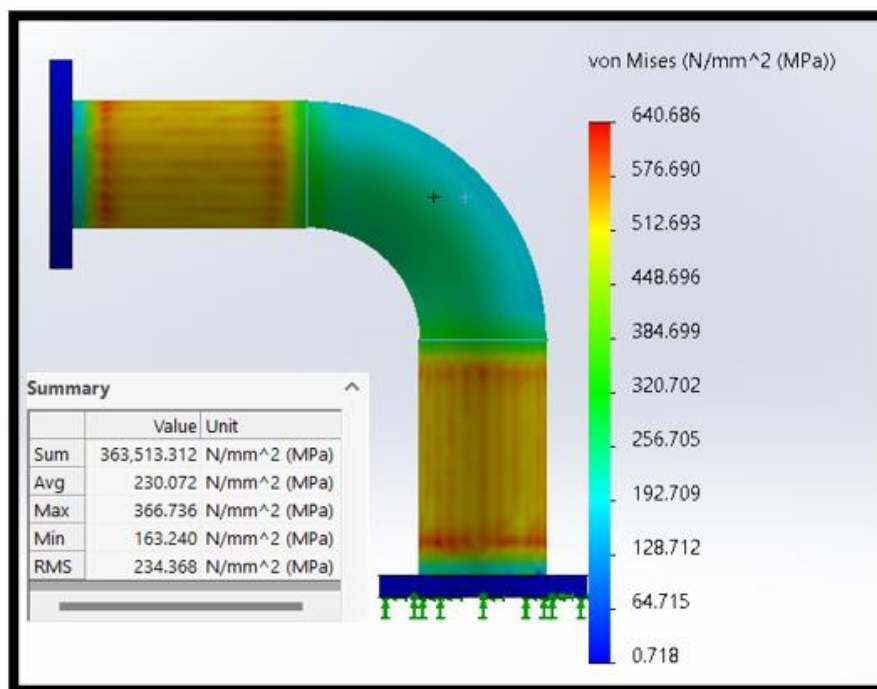 von Mises (N/mm^2 (MPa))
640.686
576.690
512.693
448.696
384.699
320.702
256.705
192.709
128.712
64.715
0.718
Summary
Value Unit
Sum 363,513.312 N/mm^2 (MPa)
Avg 230.072 N/mm^2 (MPa)
Max 366.736 N/mm^2 (MPa)
Min 163.240 N/mm^2 (MPa)
RMS 234.368 N/mm^2 (MPa)